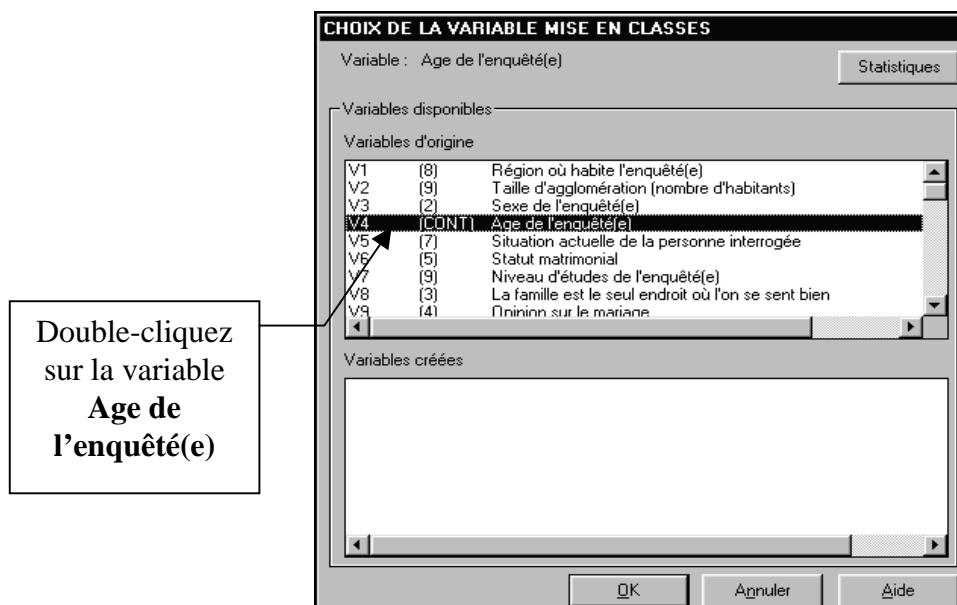 CHOIX DE LA VARIABLE MISE EN CLASSES
Variable : Age de l'enquêté(e)
Statistiques
Variables disponibles
Variables d'origine
V1 (8) Région où habite l'enquêté(e)
V2 (9) Taille d'agglomération (nombre d'habitants)
V3 (2) Sexe de l'enquêté(e)
V4 (CONT) Age de l'enquêté(e)
V5 (7) Situation actuelle de la personne interrogée
V6 (5) Statut matrimonial
V7 (9) Niveau d'études de l'enquêté(e)
V8 (3) La famille est le seul endroit où l'on se sent bien
V9 (4) Opinion sur le mariage
Double-cliquez
sur la variable
Age de
l’enquêté(e)
Variables créées
OK Annuler Aide